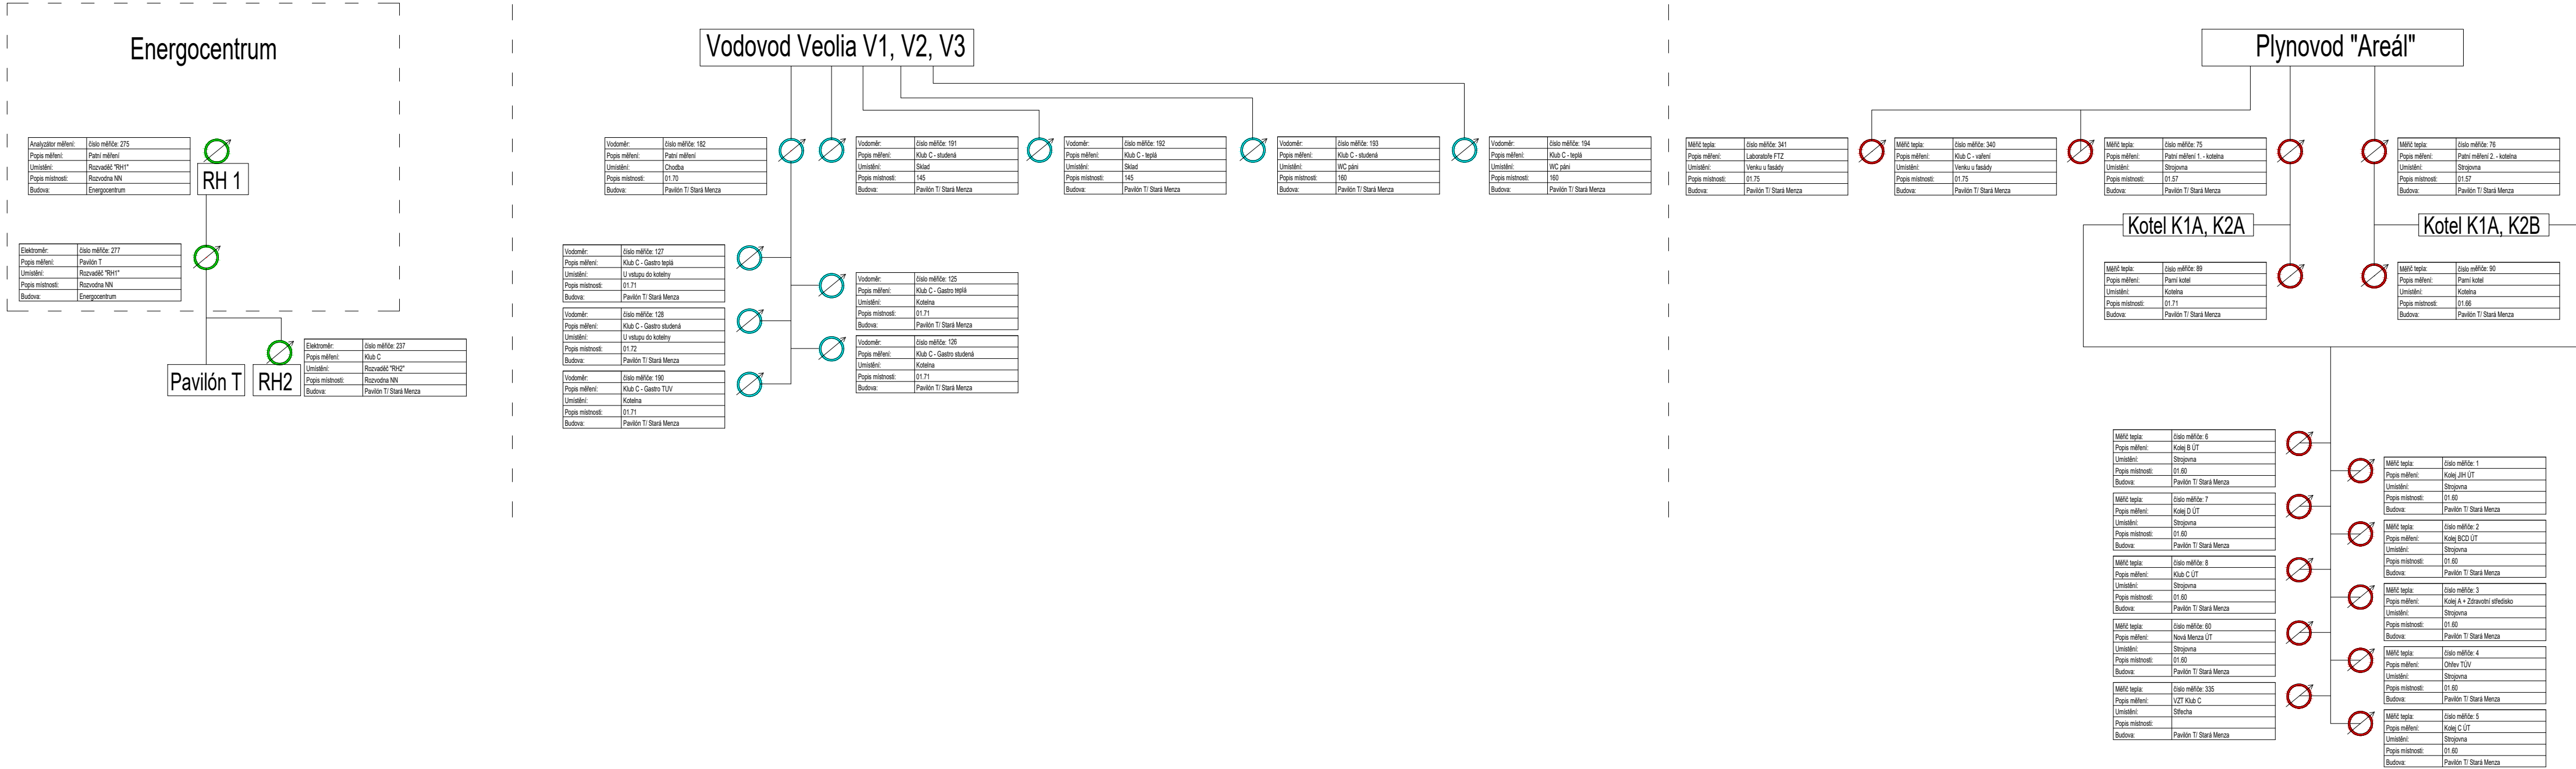 Energocentrum
Analyzátor měření: číslo měřiče: 275
Popis měření: Patní měření
Umístění: Rozvaděč "RH1"
Popis místnosti: Rozvodna NN
Budova: Energocentrum
RH 1
Elektroměr: číslo měřiče: 277
Popis měření: Pavilón T
Umístění: Rozvaděč "RH1"
Popis místnosti: Rozvodna NN
Budova: Energocentrum
Pavilón T
RH2
Elektroměr: číslo měřiče: 237
Popis měření: Klub C
Umístění: Rozvaděč "RH2"
Popis místnosti: Rozvodna NN
Budova: Pavilón T/ Stará Menza
Vodovod Veolia V1, V2, V3
Vodoměr: číslo měřiče: 182
Popis měření: Patní měření
Umístění: Chodba
Popis místnosti: 01.70
Budova: Pavilón T/ Stará Menza
Vodoměr: číslo měřiče: 191
Popis měření: Klub C - studená
Umístění: Sklad
Popis místnosti: 145
Budova: Pavilón T/ Stará Menza
Vodoměr: číslo měřiče: 192
Popis měření: Klub C - teplá
Umístění: Sklad
Popis místnosti: 145
Budova: Pavilón T/ Stará Menza
Vodoměr: číslo měřiče: 193
Popis měření: Klub C - studená
Umístění: WC páni
Popis místnosti: 160
Budova: Pavilón T/ Stará Menza
Vodoměr: číslo měřiče: 194
Popis měření: Klub C - teplá
Umístění: WC páni
Popis místnosti: 160
Budova: Pavilón T/ Stará Menza
Vodoměr: číslo měřiče: 127
Popis měření: Klub C - Gastro teplá
Umístění: U vstupu do kotelny
Popis místnosti: 01.71
Budova: Pavilón T/ Stará Menza
Vodoměr: číslo měřiče: 128
Popis měření: Klub C - Gastro studená
Umístění: U vstupu do kotelny
Popis místnosti: 01.72
Budova: Pavilón T/ Stará Menza
Vodoměr: číslo měřiče: 190
Popis měření: Klub C - Gastro TUV
Umístění: Kotelna
Popis místnosti: 01.71
Budova: Pavilón T/ Stará Menza
Vodoměr: číslo měřiče: 125
Popis měření: Klub C - Gastro teplá
Umístění: Kotelna
Popis místnosti: 01.71
Budova: Pavilón T/ Stará Menza
Vodoměr: číslo měřiče: 126
Popis měření: Klub C - Gastro studená
Umístění: Kotelna
Popis místnosti: 01.71
Budova: Pavilón T/ Stará Menza
Plynovod "Areál"
Měřič tepla: číslo měřiče: 341
Popis měření: Laboratoře FTZ
Umístění: Venku u fasády
Popis místnosti: 01.75
Budova: Pavilón T/ Stará Menza
Měřič tepla: číslo měřiče: 340
Popis měření: Klub C - vaření
Umístění: Venku u fasády
Popis místnosti: 01.75
Budova: Pavilón T/ Stará Menza
Měřič tepla: číslo měřiče: 75
Popis měření: Patní měření 1. - kotelna
Umístění: Strojovna
Popis místnosti: 01.57
Budova: Pavilón T/ Stará Menza
Měřič tepla: číslo měřiče: 76
Popis měření: Patní měření 2. - kotelna
Umístění: Strojovna
Popis místnosti: 01.57
Budova: Pavilón T/ Stará Menza
Kotel K1A, K2A
Kotel K1A, K2B
Měřič tepla: číslo měřiče: 89
Popis měření: Parní kotel
Umístění: Kotelna
Popis místnosti: 01.71
Budova: Pavilón T/ Stará Menza
Měřič tepla: číslo měřiče: 90
Popis měření: Parní kotel
Umístění: Kotelna
Popis místnosti: 01.66
Budova: Pavilón T/ Stará Menza
Měřič tepla: číslo měřiče: 6
Popis měření: Kolej B ÚT
Umístění: Strojovna
Popis místnosti: 01.60
Budova: Pavilón T/ Stará Menza
Měřič tepla: číslo měřiče: 7
Popis měření: Kolej D ÚT
Umístění: Strojovna
Popis místnosti: 01.60
Budova: Pavilón T/ Stará Menza
Měřič tepla: číslo měřiče: 8
Popis měření: Klub C ÚT
Umístění: Strojovna
Popis místnosti: 01.60
Budova: Pavilón T/ Stará Menza
Měřič tepla: číslo měřiče: 60
Popis měření: Nová Menza ÚT
Umístění: Strojovna
Popis místnosti: 01.60
Budova: Pavilón T/ Stará Menza
Měřič tepla: číslo měřiče: 335
Popis měření: VZT Klub C
Umístění: Střecha
Popis místnosti:
Budova: Pavilón T/ Stará Menza
Měřič tepla: číslo měřiče: 1
Popis měření: Kolej JIH ÚT
Umístění: Strojovna
Popis místnosti: 01.60
Budova: Pavilón T/ Stará Menza
Měřič tepla: číslo měřiče: 2
Popis měření: Kolej BCD ÚT
Umístění: Strojovna
Popis místnosti: 01.60
Budova: Pavilón T/ Stará Menza
Měřič tepla: číslo měřiče: 3
Popis měření: Kolej A + Zdravotní středisko
Umístění: Strojovna
Popis místnosti: 01.60
Budova: Pavilón T/ Stará Menza
Měřič tepla: číslo měřiče: 4
Popis měření: Ohřev TÚV
Umístění: Strojovna
Popis místnosti: 01.60
Budova: Pavilón T/ Stará Menza
Měřič tepla: číslo měřiče: 5
Popis měření: Kolej C ÚT
Umístění: Strojovna
Popis místnosti: 01.60
Budova: Pavilón T/ Stará Menza